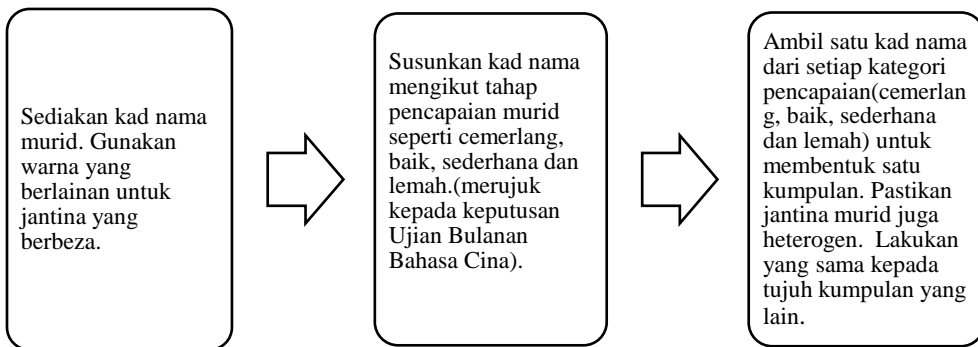 Sediakan kad nama
murid. Gunakan
warna yang
berlainan untuk
jantina yang
berbeza.
Susunkan kad nama
mengikut tahap
pencapaian murid
seperti cemerlang,
baik, sederhana dan
lemah.(merujuk
kepada keputusan
Ujian Bulanan
Bahasa Cina).
Ambil satu kad nama
dari setiap kategori
pencapaian(cemerlan
g, baik, sederhana
dan lemah) untuk
membentuk satu
kumpulan. Pastikan
jantina murid juga
heterogen.  Lakukan
yang sama kepada
tujuh kumpulan yang
lain.